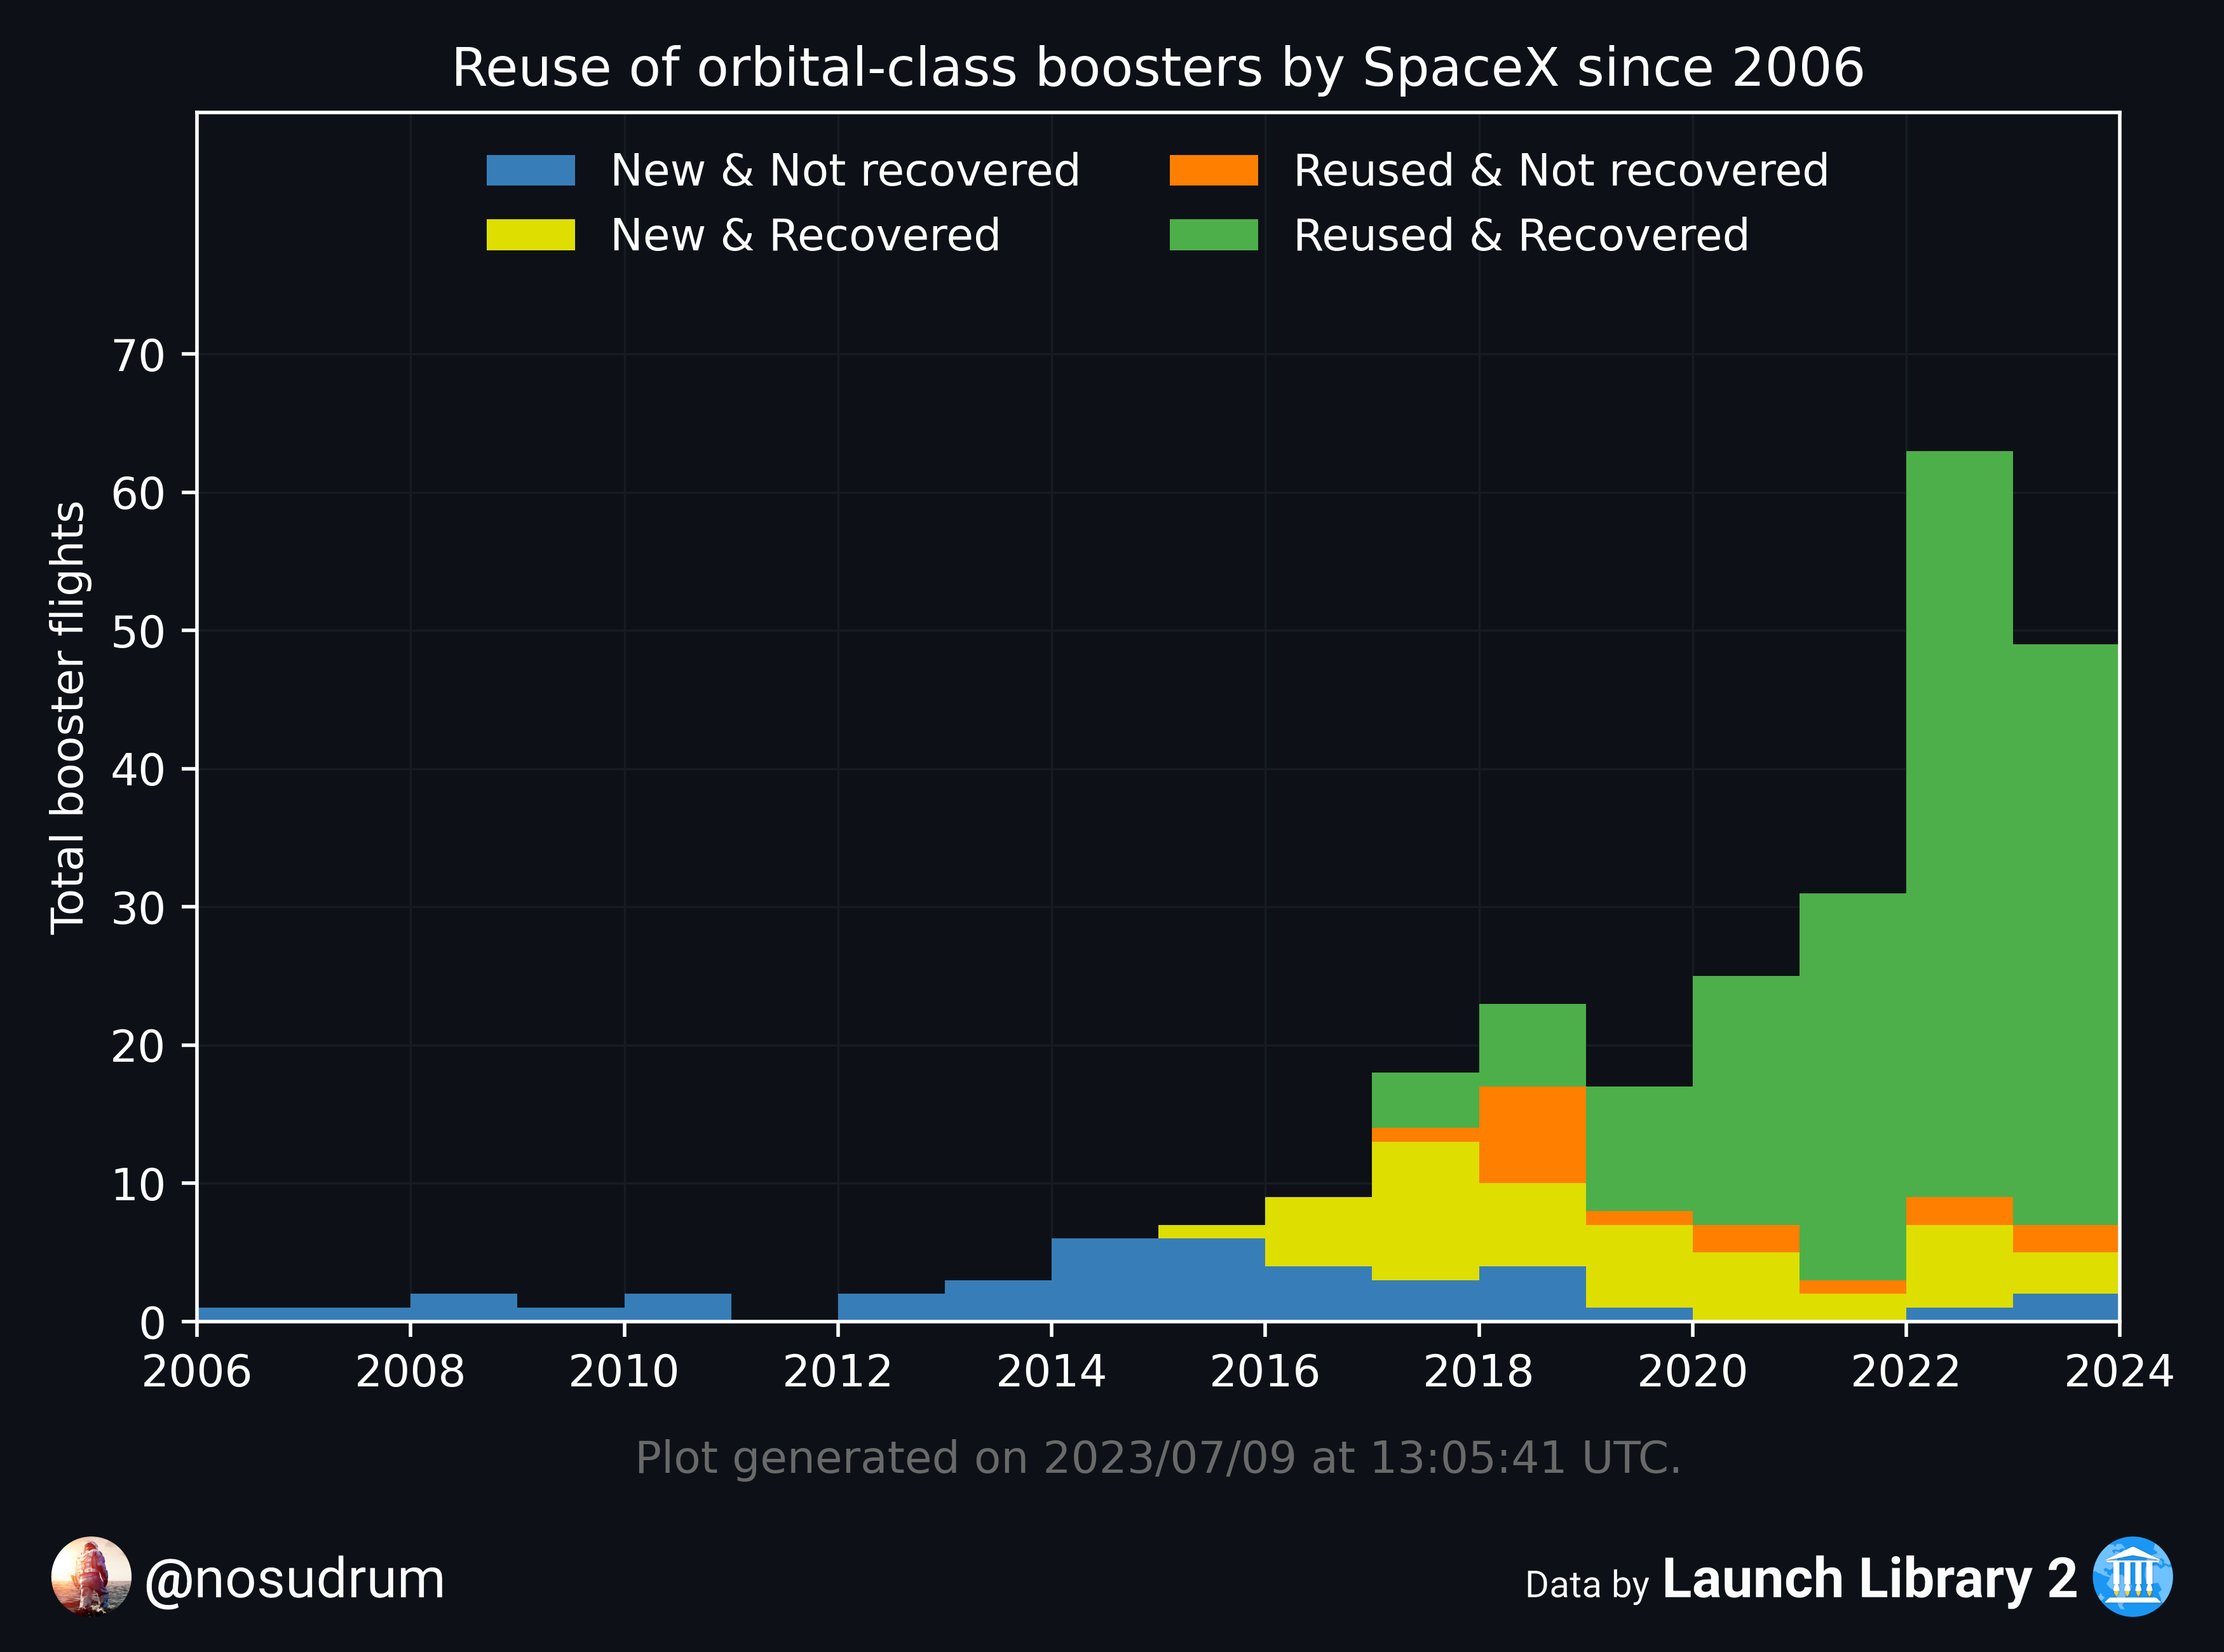 Reuse of orbital-class boosters by SpaceX since 2006
New & Not recovered
New & Recovered
Reused & Not recovered
Reused & Recovered
Total booster flights
70
60
50
40
30
20
10
0
2006 2008 2010 2012 2014 2016 2018 2020 2022 2024
Plot generated on 2023/07/09 at 13:05:41 UTC.
@nosudrum
Data by Launch Library 2